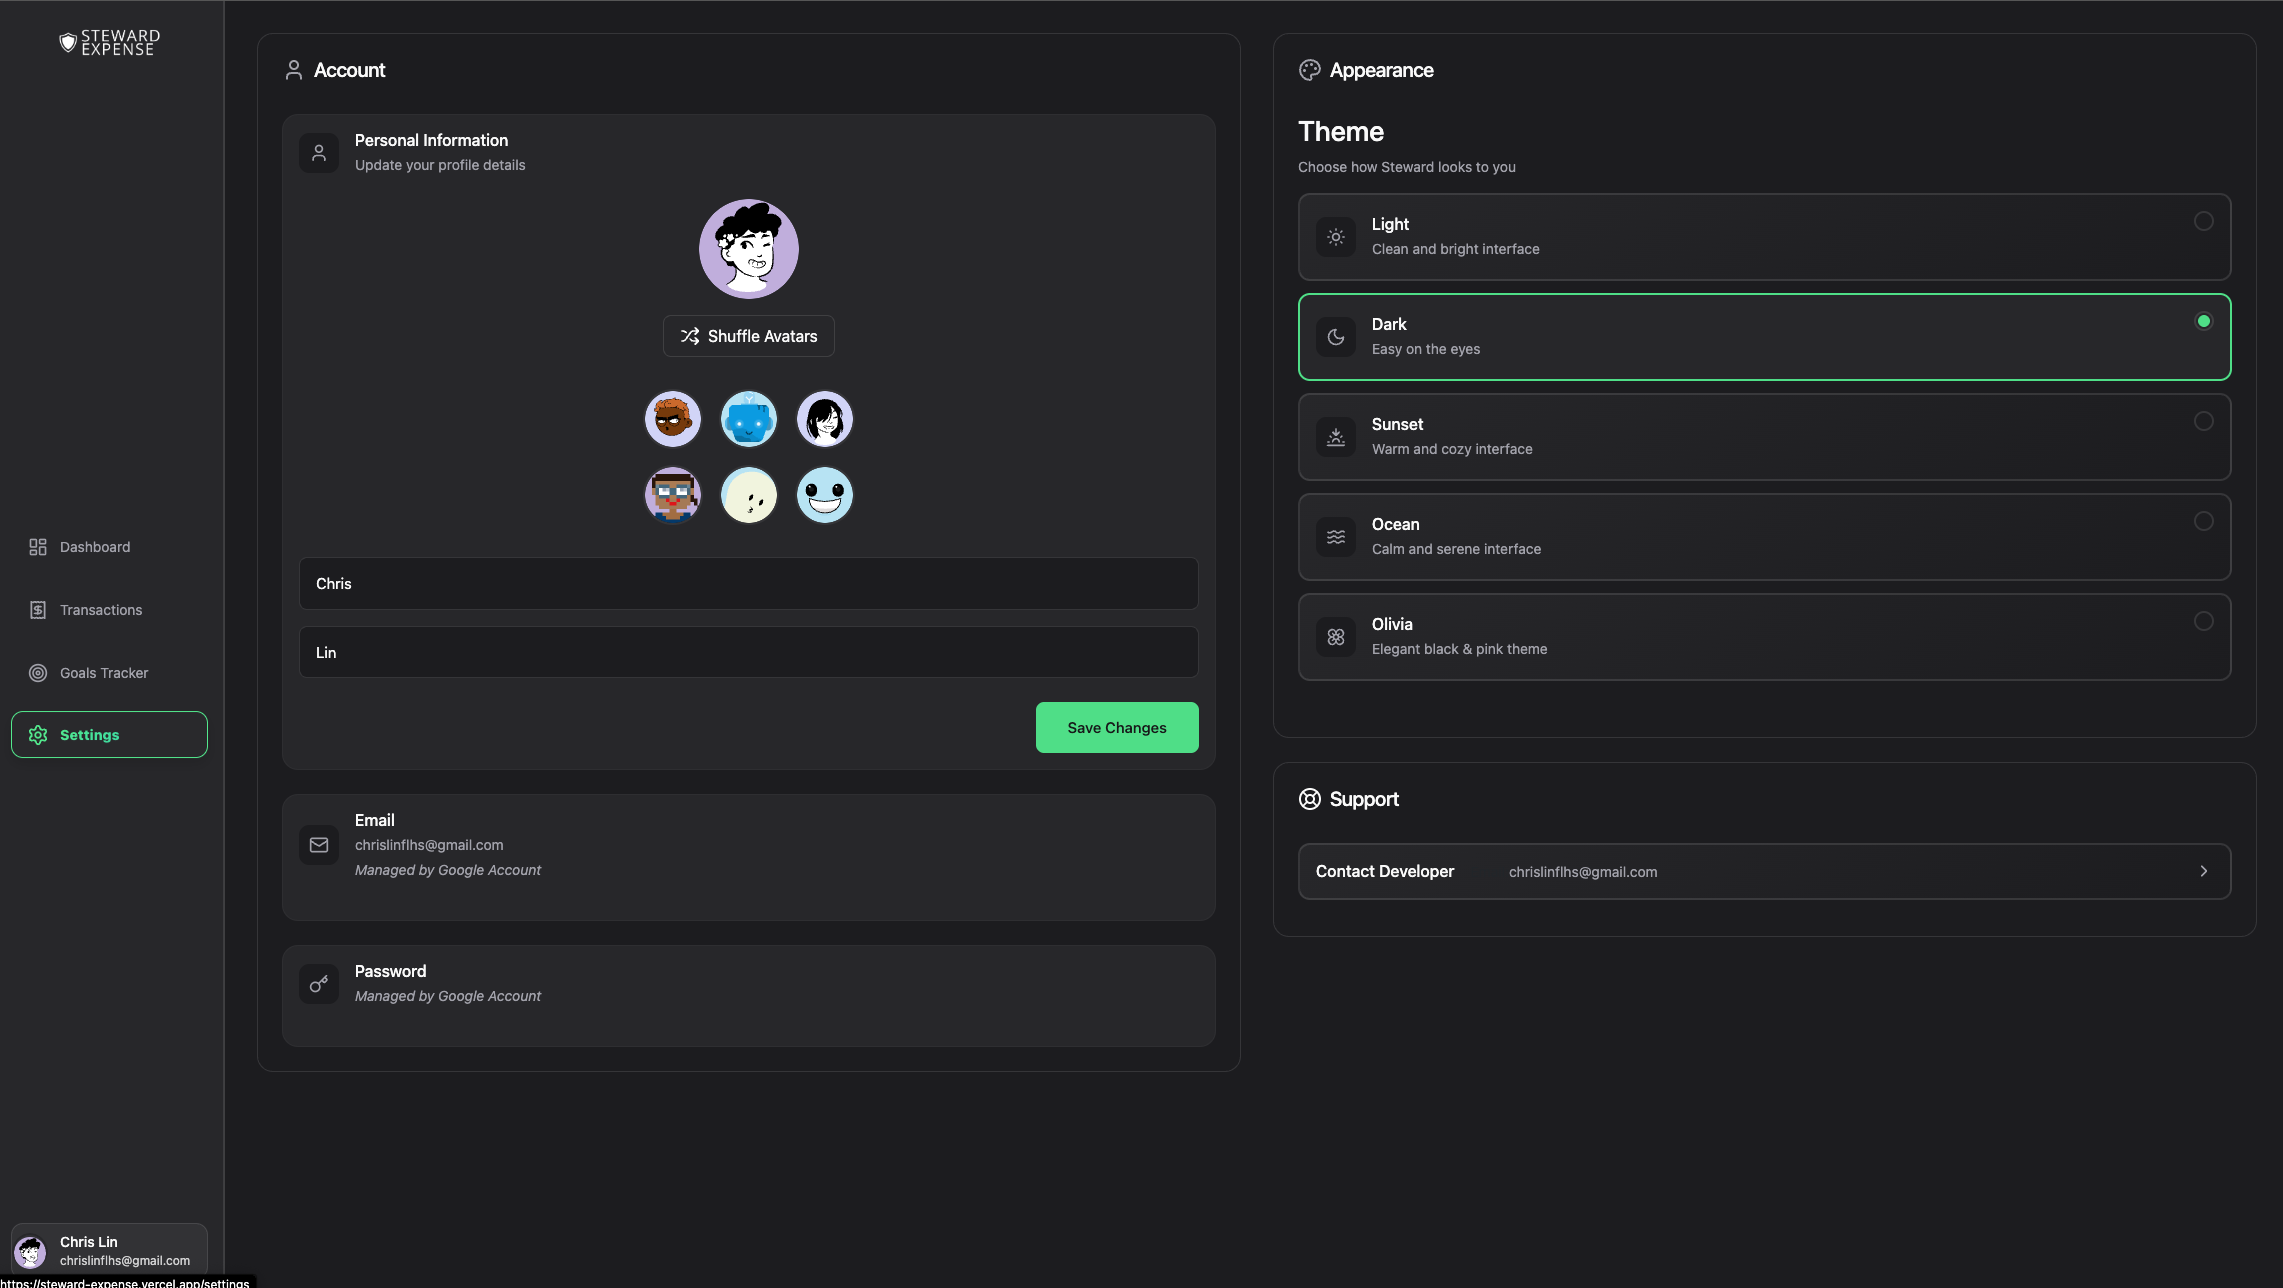 STEWARD
EXPENSE
Dashboard
Transactions
Goals Tracker
Settings
Chris Lin
chrislinflhs@gmail.com
https://steward-expense.vercel.app/settings
Account
Personal Information
Update your profile details
Shuffle Avatars
Chris
Lin
Save Changes
Email
chrislinflhs@gmail.com
Managed by Google Account
Password
Managed by Google Account
Appearance
Theme
Choose how Steward looks to you
Light
Clean and bright interface
Dark
Easy on the eyes
Sunset
Warm and cozy interface
Ocean
Calm and serene interface
Olivia
Elegant black & pink theme
Support
Contact Developer chrislinflhs@gmail.com